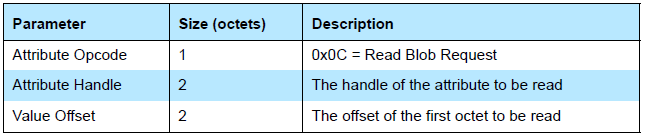 Parameter Size (octets) Description
Attribute Opcode 1 0x0C = Read Blob Request
Attribute Handle 2 The handle of the attribute to be read
Value Offset 2 The offset of the first octet to be read